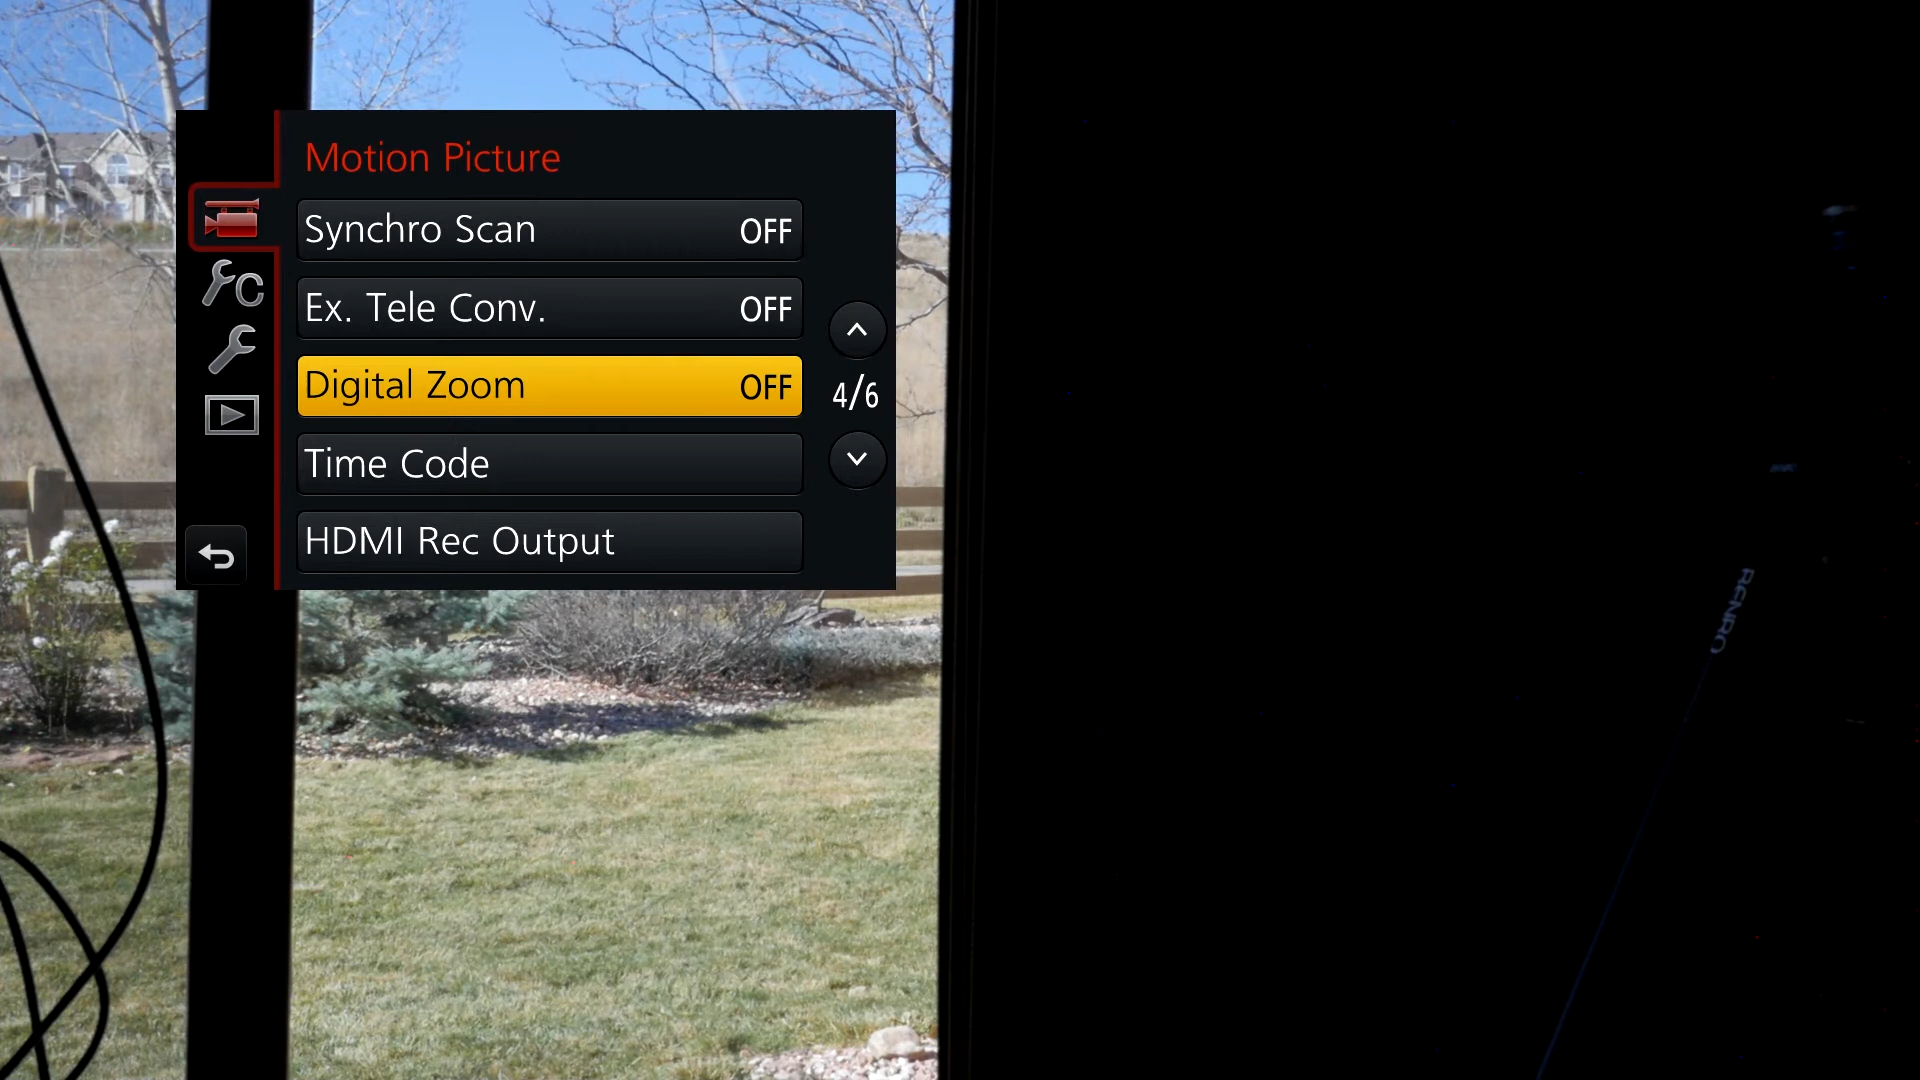 Motion Picture
Synchro Scan OFF
Ex. Tele Conv. OFF
Digital Zoom OFF
4/6
Time Code
HDMI Rec Output
C
BENRO